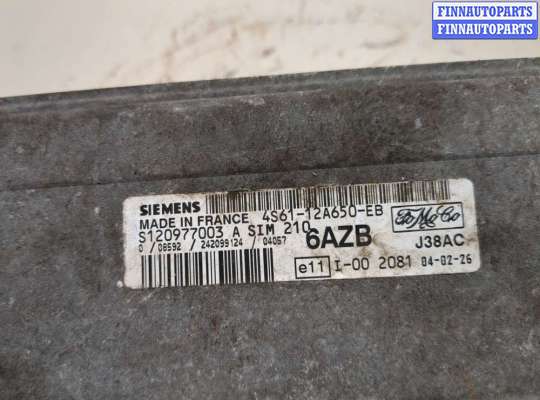 FINNAUTOPARTS
FINNAUTOPARTS
SIEMENS
MADE IN FRANCE 4S61-12A650-EB
S120977003 A SIM 210
0 / 08592 / 242099124 / 04057
6AZB
FoMoCo
J38AC
e11 I-00 2081 04-02-26